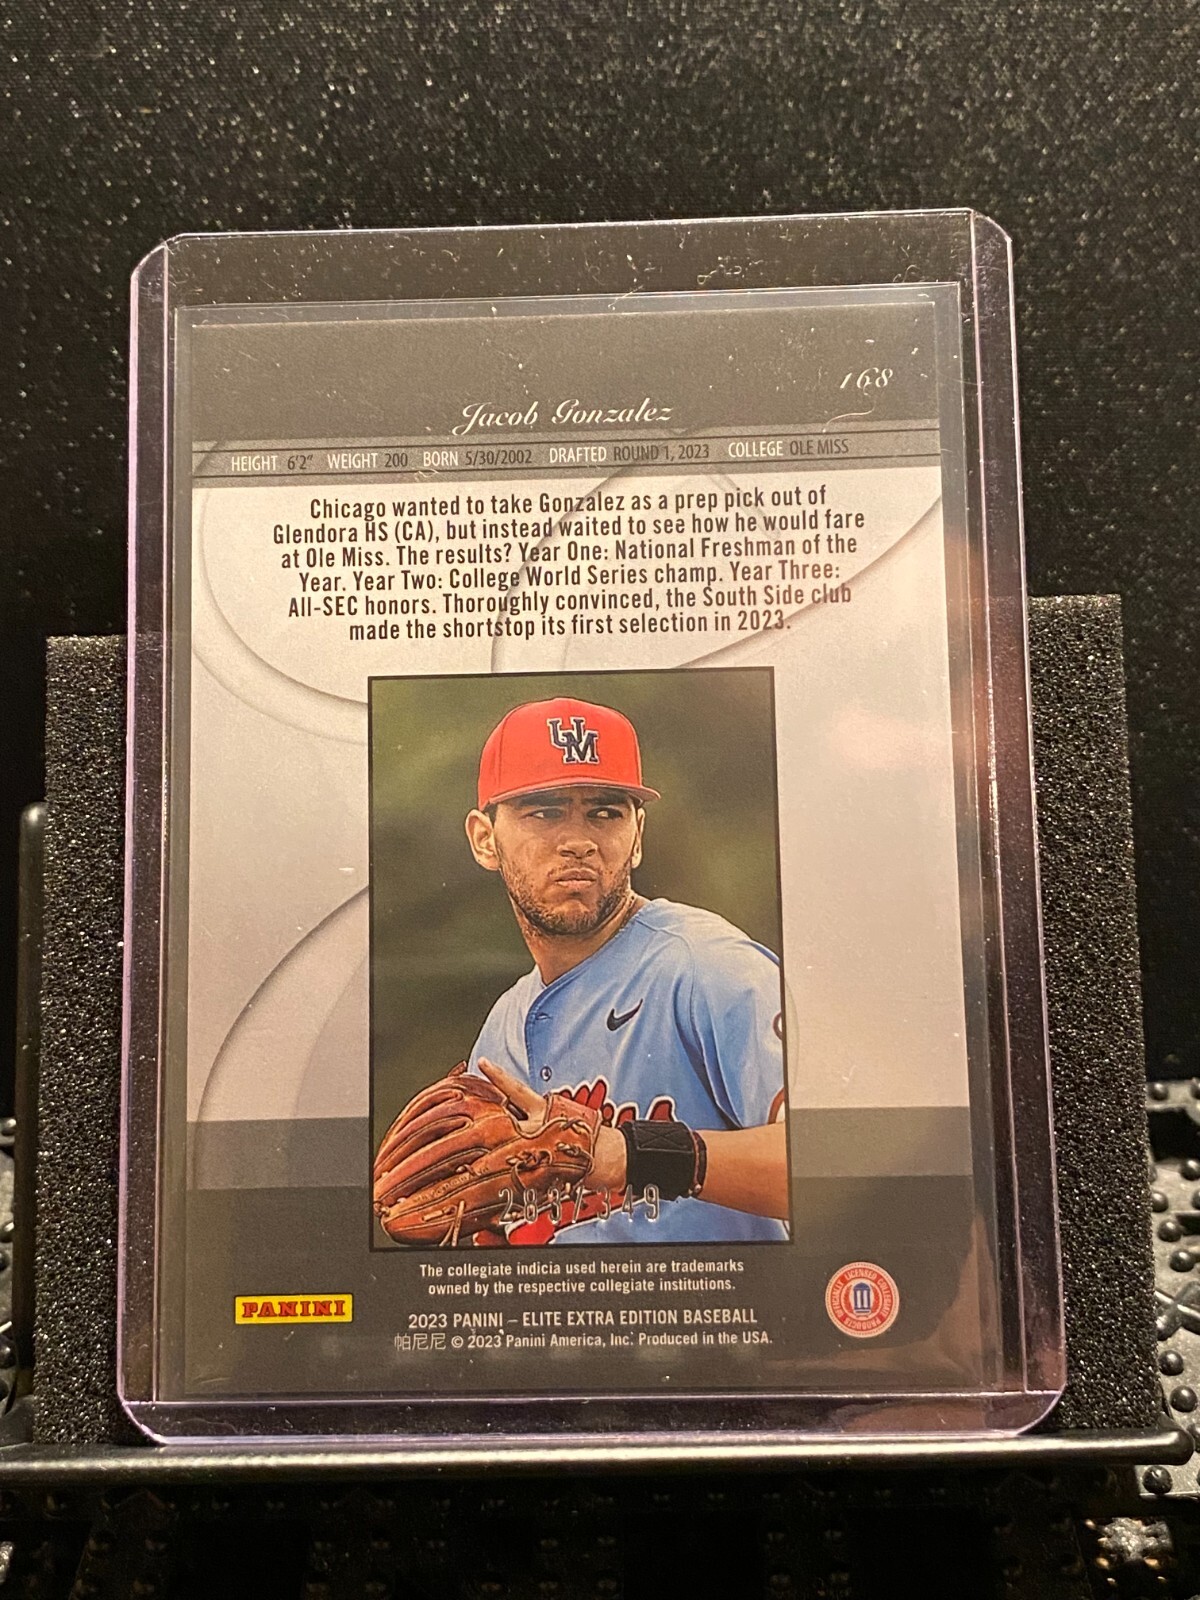 168
Jacob Gonzalez
HEIGHT 6'2" WEIGHT 200 BORN 5/30/2002 DRAFTED ROUND 1, 2023 COLLEGE OLE MISS
Chicago wanted to take Gonzalez as a prep pick out of
Glendora HS (CA), but instead waited to see how he would fare
at Ole Miss. The results? Year One: National Freshman of the
Year. Year Two: College World Series champ. Year Three:
All-SEC honors. Thoroughly convinced, the South Side club
made the shortstop its first selection in 2023.
UM
283/349
The collegiate indicia used herein are trademarks
owned by the respective collegiate institutions.
PANINI
2023 PANINI – ELITE EXTRA EDITION BASEBALL
帕尼尼 © 2023 Panini America, Inc. Produced in the USA.
OFFICIALLY LICENSED COLLEGIATE PRODUCTS